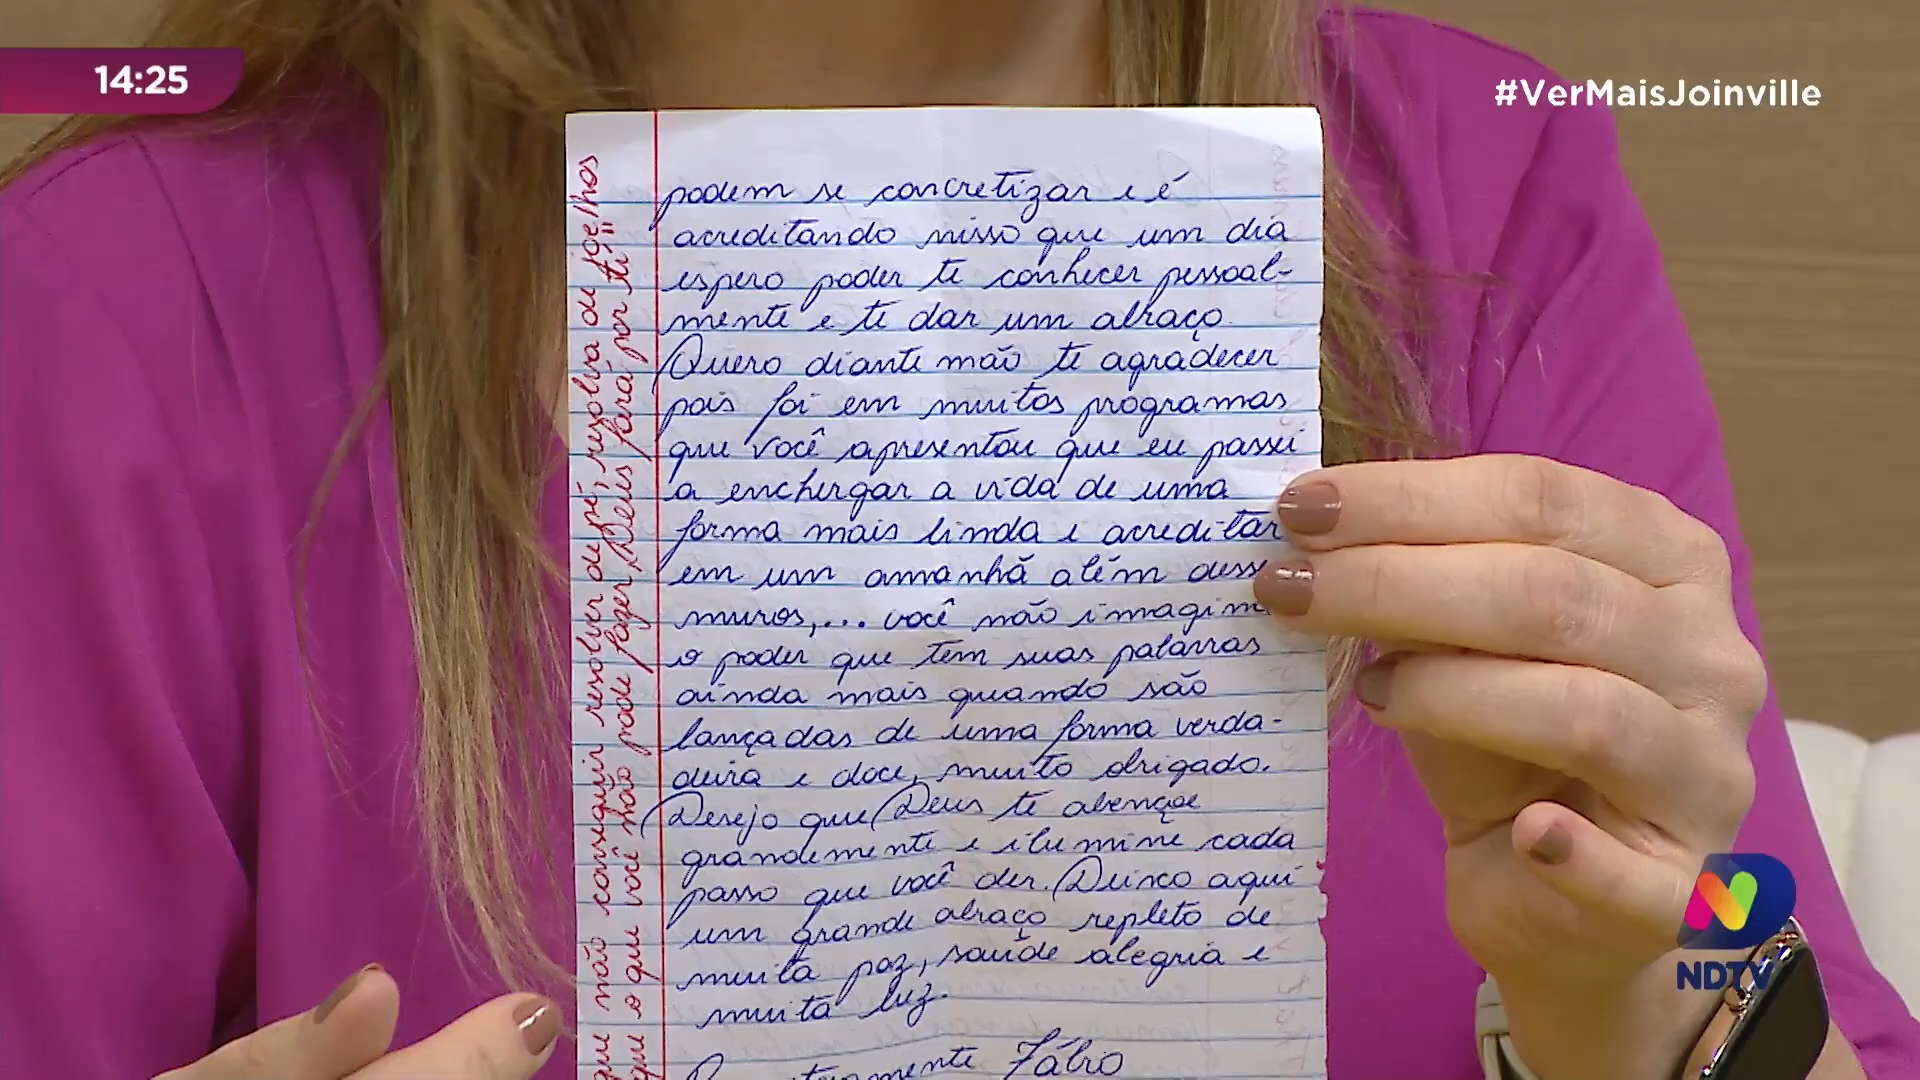 14:25
#VerMaisJoinville
podem se concretizar e é
acreditando nisso que um dia
espero poder te conhecer pessoal-
mente e te dar um abraço.
Quero diante mão te agradecer
pois foi em muitos programas
que você apresentou que eu passei
a enchergar a vida de uma
forma mais linda e acreditar
em um amanhã além desse
muros,... você não imagin
o poder que tem suas palavras
ainda mais quando são
lançadas de uma forma verda-
deira e doce, muito obrigado.
Desejo que Deus te abençoe
grandemente e ilumine cada
passo que você der. Deixo aqui
um grande abraço repleto de
muita paz, saúde alegria e
muita luz.
Fábio
que não conseguir resolver de pé, resolva de joelhos
que o que você não pode fazer, Deus fará por ti"
NDTV